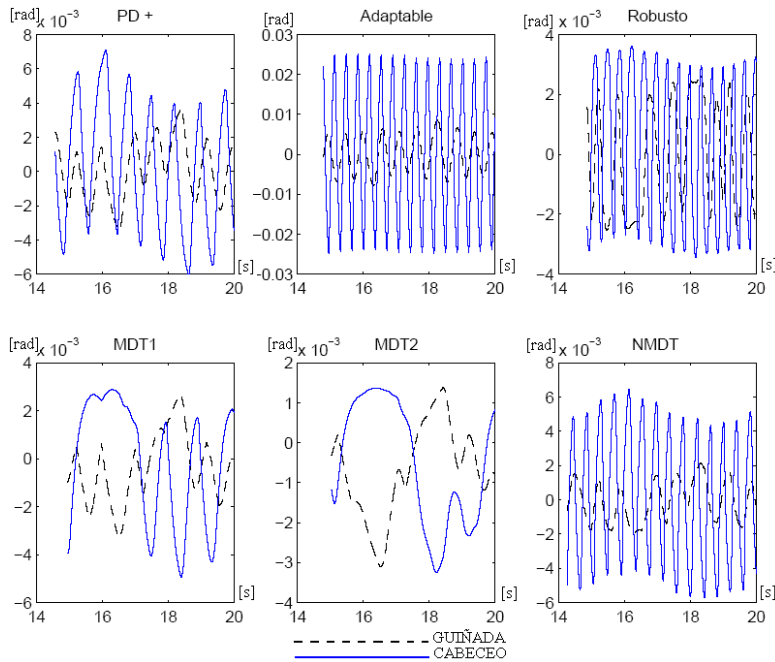 [rad] x 10⁻³ PD +
8
6
4
2
0
−2
−4
−6
[s]
14 16 18 20
[rad] Adaptable
0.03
0.02
0.01
0
−0.01
−0.02
−0.03
[s]
14 16 18 20
[rad] x 10⁻³ Robusto
4
2
0
−2
−4
[s]
14 16 18 20
[rad] x 10⁻³ MDT1
4
2
0
−2
−4
−6
[s]
14 16 18 20
[rad] x 10⁻³ MDT2
2
1
0
−1
−2
−3
−4
[s]
14 16 18 20
[rad] x 10⁻³ NMDT
8
6
4
2
0
−2
−4
−6
[s]
14 16 18 20
GUIÑADA
CABECEO